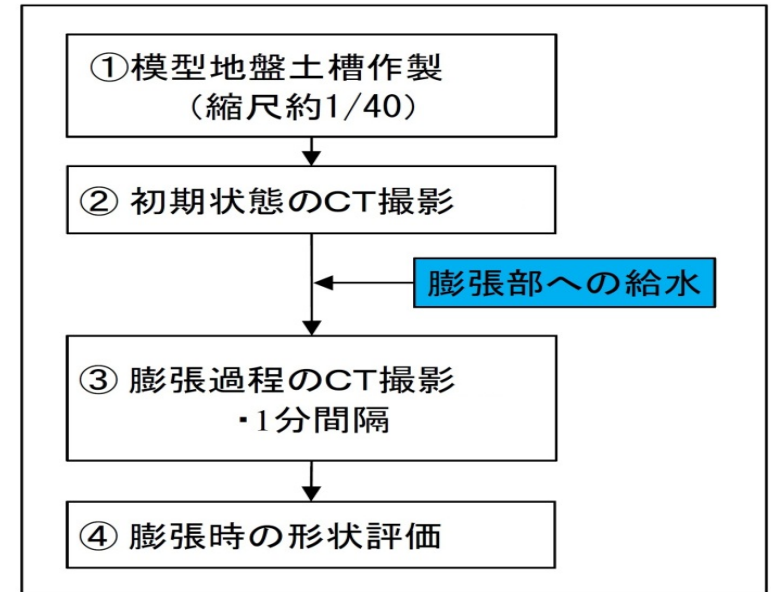 ①模型地盤土槽作製
（縮尺約1/40）
② 初期状態のCT撮影
膨張部への給水
③ 膨張過程のCT撮影
・1分間隔
④ 膨張時の形状評価